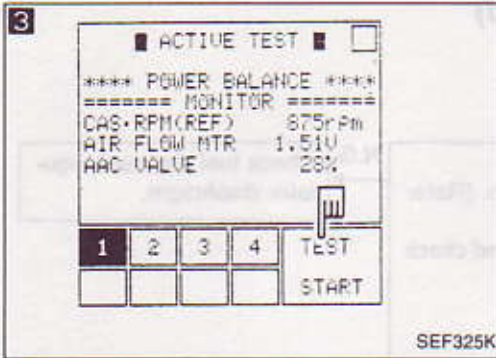 3
■ ACTIVE TEST ■
**** POWER BALANCE ****
======= MONITOR =======
CAS•RPM(REF) 875rpm
AIR FLOW MTR 1.51V
AAC VALVE 28%
1 2 3 4 TEST
START
SEF325K